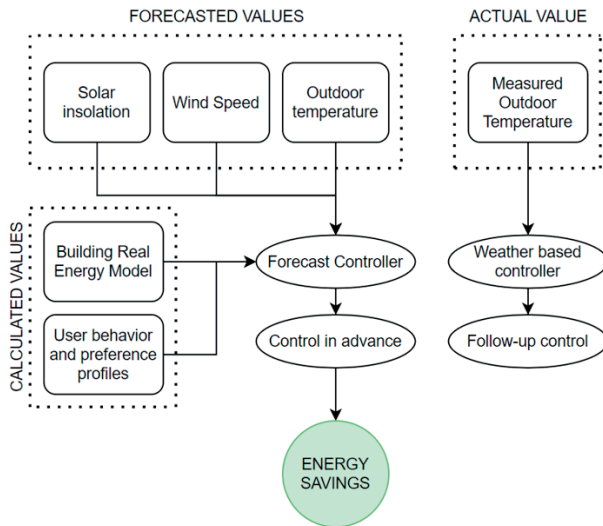 FORECASTED VALUES
ACTUAL VALUE
Solar
insolation
Wind Speed
Outdoor
temperature
Measured
Outdoor
Temperature
CALCULATED VALUES
Building Real
Energy Model
User behavior
and preference
profiles
Forecast Controller
Weather based
controller
Control in advance
Follow-up control
ENERGY
SAVINGS